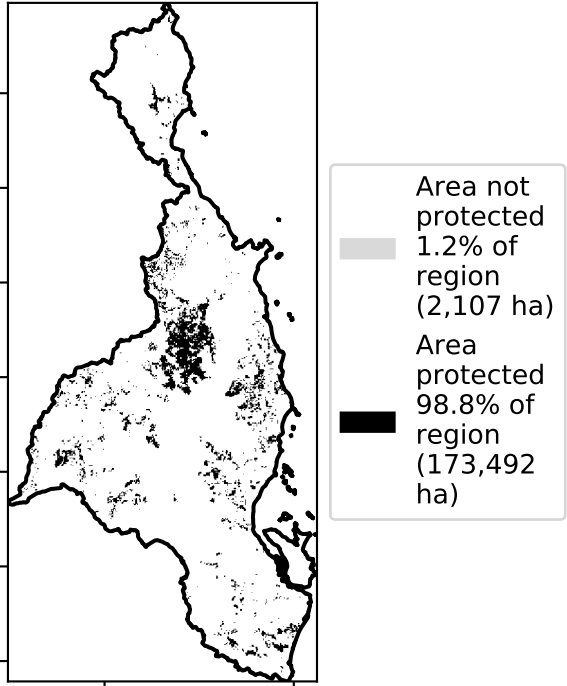 Area not
protected
1.2% of
region
(2,107 ha)
Area
protected
98.8% of
region
(173,492
ha)